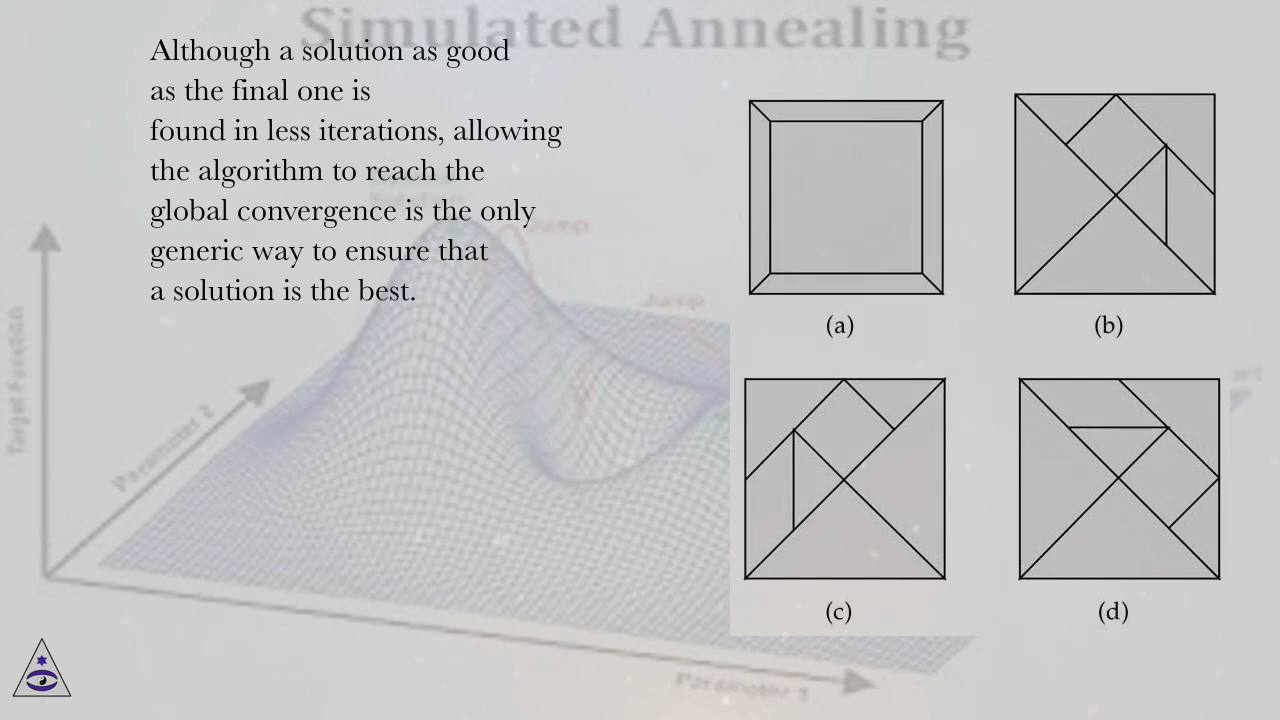 Simulated Annealing
Although a solution as good
as the final one is
found in less iterations, allowing
the algorithm to reach the
global convergence is the only
generic way to ensure that
a solution is the best.
Jump
Jump
Target Function
Parameter 2
Parameter 1
(a)
(b)
(c)
(d)